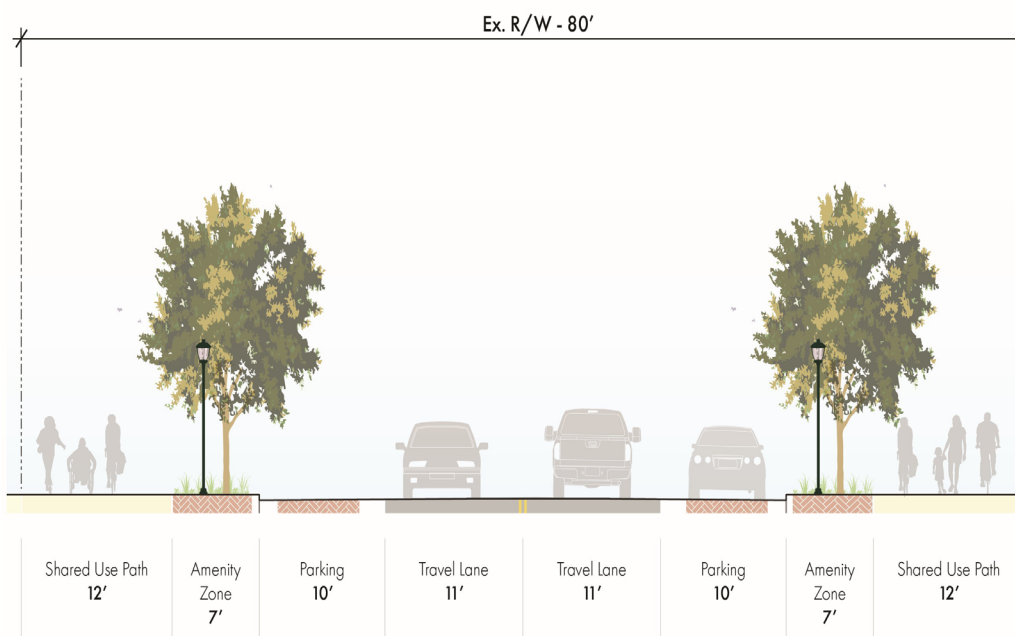 Ex. R/W - 80’
Shared Use Path
12’
Amenity
Zone
7’
Parking
10’
Travel Lane
11’
Travel Lane
11’
Parking
10’
Amenity
Zone
7’
Shared Use Path
12’